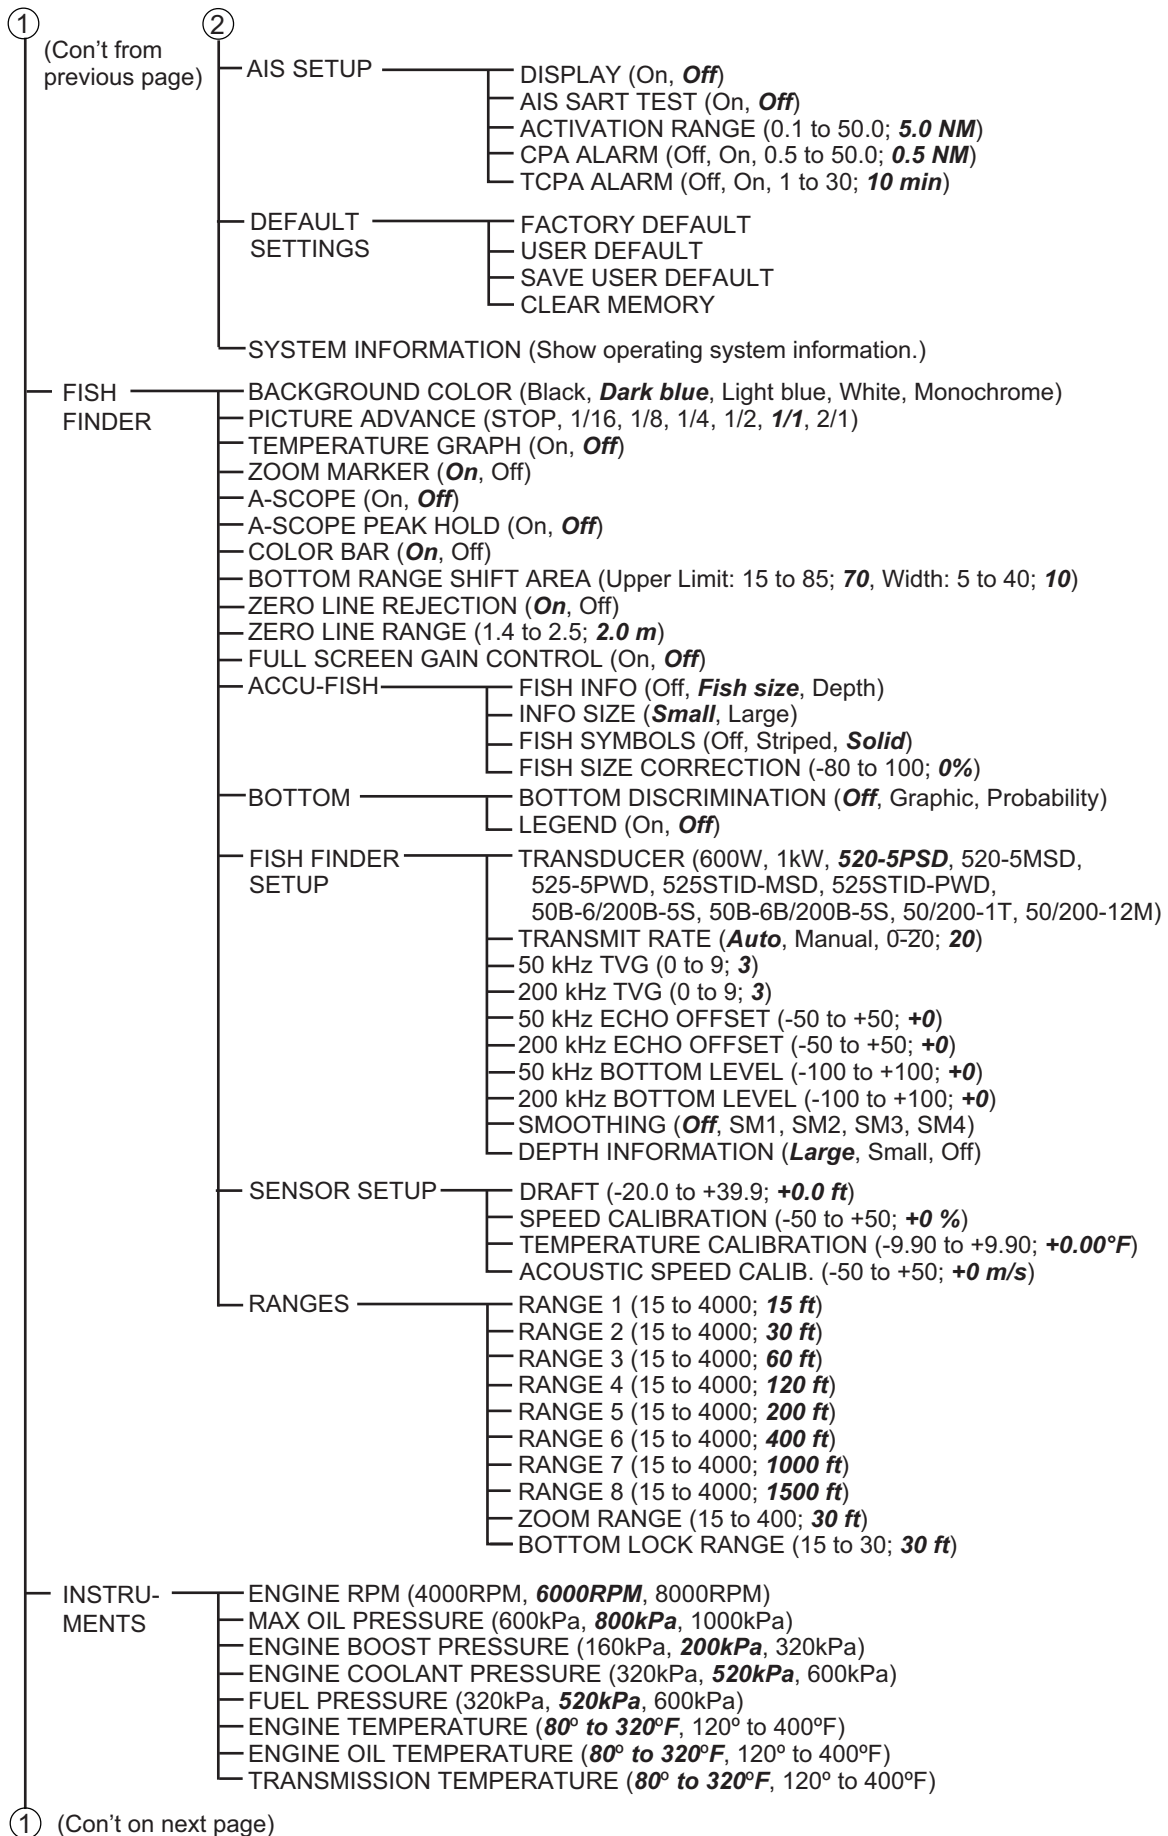 1
(Con't from
previous page)
2
AIS SETUP
DISPLAY (On, Off)
AIS SART TEST (On, Off)
ACTIVATION RANGE (0.1 to 50.0; 5.0 NM)
CPA ALARM (Off, On, 0.5 to 50.0; 0.5 NM)
TCPA ALARM (Off, On, 1 to 30; 10 min)
DEFAULT
SETTINGS
FACTORY DEFAULT
USER DEFAULT
SAVE USER DEFAULT
CLEAR MEMORY
SYSTEM INFORMATION (Show operating system information.)
FISH
FINDER
BACKGROUND COLOR (Black, Dark blue, Light blue, White, Monochrome)
PICTURE ADVANCE (STOP, 1/16, 1/8, 1/4, 1/2, 1/1, 2/1)
TEMPERATURE GRAPH (On, Off)
ZOOM MARKER (On, Off)
A-SCOPE (On, Off)
A-SCOPE PEAK HOLD (On, Off)
COLOR BAR (On, Off)
BOTTOM RANGE SHIFT AREA (Upper Limit: 15 to 85; 70, Width: 5 to 40; 10)
ZERO LINE REJECTION (On, Off)
ZERO LINE RANGE (1.4 to 2.5; 2.0 m)
FULL SCREEN GAIN CONTROL (On, Off)
ACCU-FISH
FISH INFO (Off, Fish size, Depth)
INFO SIZE (Small, Large)
FISH SYMBOLS (Off, Striped, Solid)
FISH SIZE CORRECTION (-80 to 100; 0%)
BOTTOM
BOTTOM DISCRIMINATION (Off, Graphic, Probability)
LEGEND (On, Off)
FISH FINDER
SETUP
TRANSDUCER (600W, 1kW, 520-5PSD, 520-5MSD,
525-5PWD, 525STID-MSD, 525STID-PWD,
50B-6/200B-5S, 50B-6B/200B-5S, 50/200-1T, 50/200-12M)
TRANSMIT RATE (Auto, Manual, 0-20; 20)
50 kHz TVG (0 to 9; 3)
200 kHz TVG (0 to 9; 3)
50 kHz ECHO OFFSET (-50 to +50; +0)
200 kHz ECHO OFFSET (-50 to +50; +0)
50 kHz BOTTOM LEVEL (-100 to +100; +0)
200 kHz BOTTOM LEVEL (-100 to +100; +0)
SMOOTHING (Off, SM1, SM2, SM3, SM4)
DEPTH INFORMATION (Large, Small, Off)
SENSOR SETUP
DRAFT (-20.0 to +39.9; +0.0 ft)
SPEED CALIBRATION (-50 to +50; +0 %)
TEMPERATURE CALIBRATION (-9.90 to +9.90; +0.00°F)
ACOUSTIC SPEED CALIB. (-50 to +50; +0 m/s)
RANGES
RANGE 1 (15 to 4000; 15 ft)
RANGE 2 (15 to 4000; 30 ft)
RANGE 3 (15 to 4000; 60 ft)
RANGE 4 (15 to 4000; 120 ft)
RANGE 5 (15 to 4000; 200 ft)
RANGE 6 (15 to 4000; 400 ft)
RANGE 7 (15 to 4000; 1000 ft)
RANGE 8 (15 to 4000; 1500 ft)
ZOOM RANGE (15 to 400; 30 ft)
BOTTOM LOCK RANGE (15 to 30; 30 ft)
INSTRU-
MENTS
ENGINE RPM (4000RPM, 6000RPM, 8000RPM)
MAX OIL PRESSURE (600kPa, 800kPa, 1000kPa)
ENGINE BOOST PRESSURE (160kPa, 200kPa, 320kPa)
ENGINE COOLANT PRESSURE (320kPa, 520kPa, 600kPa)
FUEL PRESSURE (320kPa, 520kPa, 600kPa)
ENGINE TEMPERATURE (80º to 320ºF, 120º to 400ºF)
ENGINE OIL TEMPERATURE (80º to 320ºF, 120º to 400ºF)
TRANSMISSION TEMPERATURE (80º to 320ºF, 120º to 400ºF)
1 (Con't on next page)